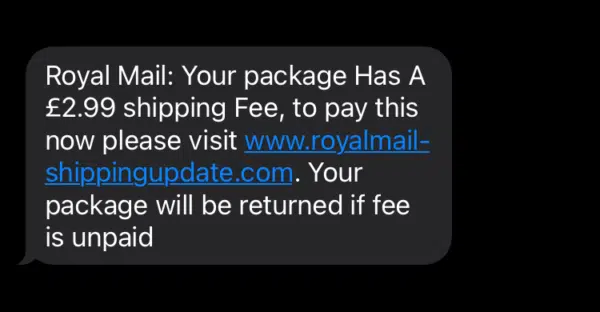 Royal Mail: Your package Has A
£2.99 shipping Fee, to pay this
now please visit www.royalmail-
shippingupdate.com. Your
package will be returned if fee
is unpaid